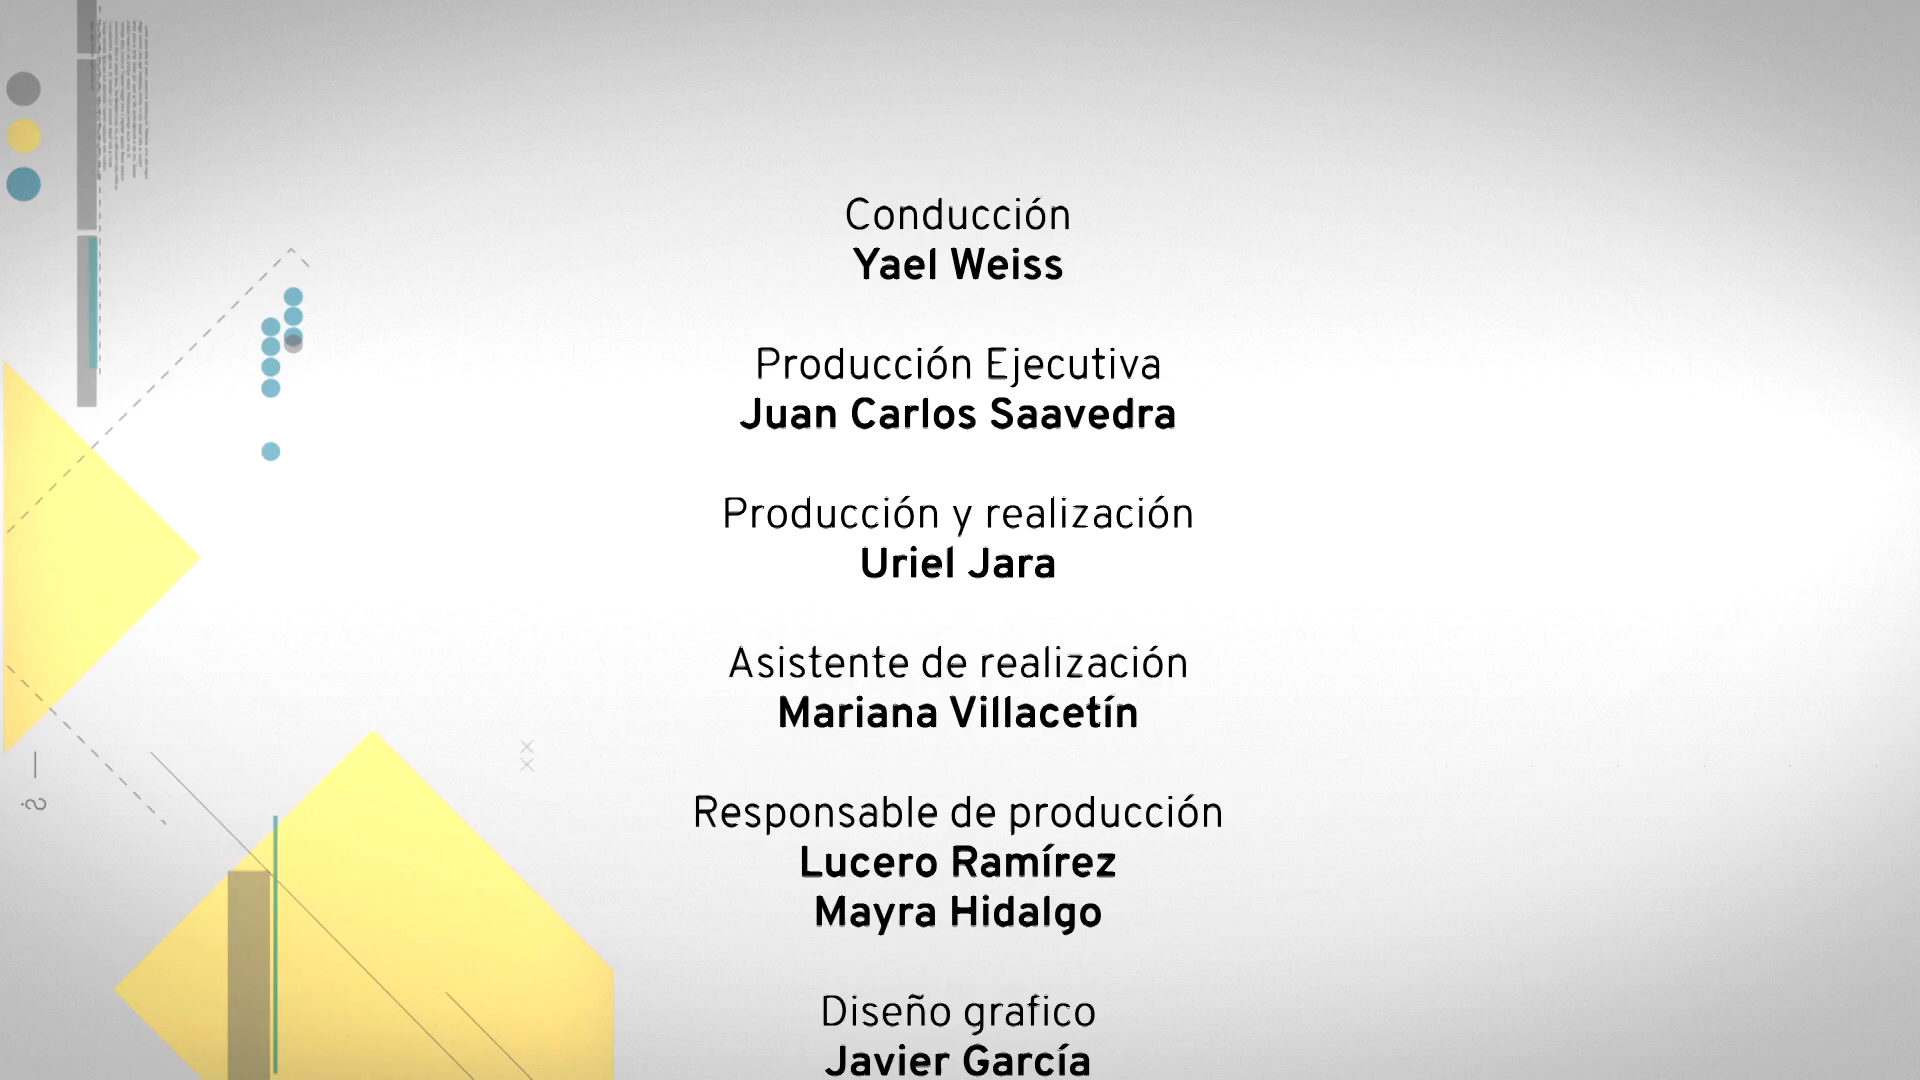 Conducción
Yael Weiss
Producción Ejecutiva
Juan Carlos Saavedra
Producción y realización
Uriel Jara
Asistente de realización
Mariana Villacetín
Responsable de producción
Lucero Ramírez
Mayra Hidalgo
Diseño grafico
Javier García